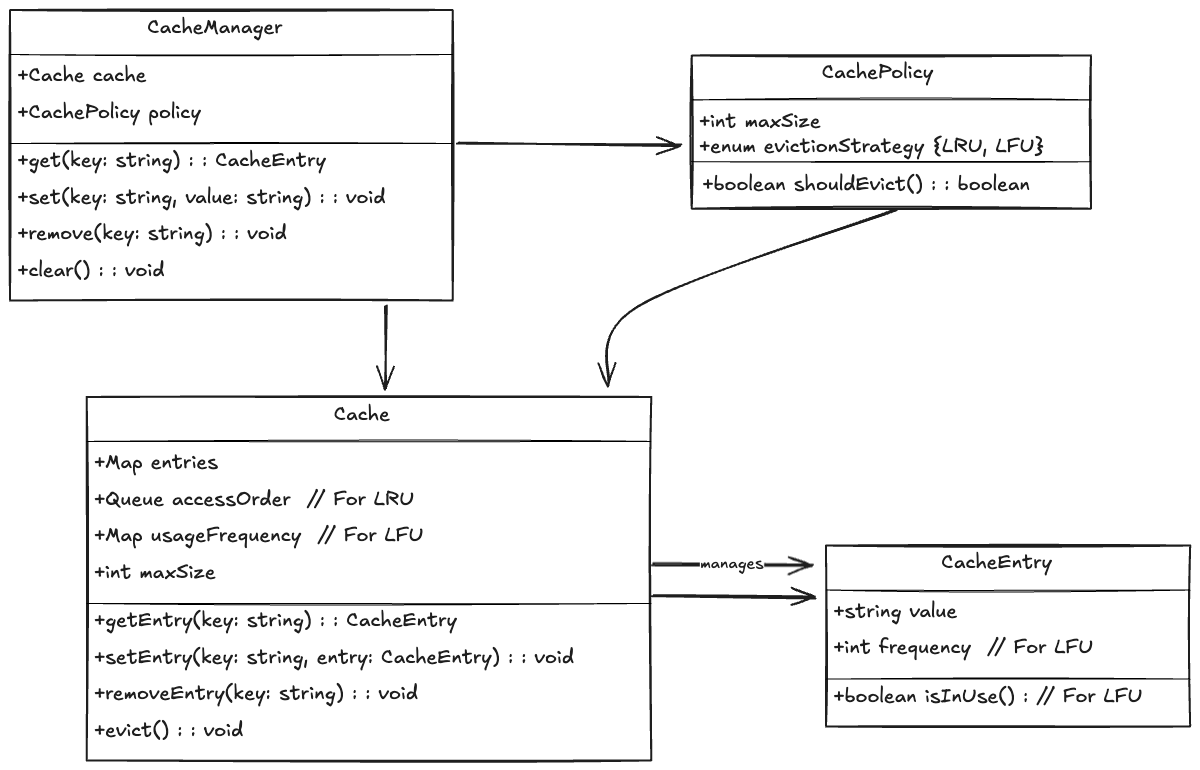 CacheManager
+Cache cache
+CachePolicy policy
+get(key: string) : : CacheEntry
+set(key: string, value: string) : : void
+remove(key: string) : : void
+clear() : : void
CachePolicy
+int maxSize
+enum evictionStrategy {LRU, LFU}
+boolean shouldEvict() : : boolean
Cache
+Map entries
+Queue accessOrder // For LRU
+Map usageFrequency // For LFU
+int maxSize
+getEntry(key: string) : : CacheEntry
+setEntry(key: string, entry: CacheEntry) : : void
+removeEntry(key: string) : : void
+evict() : : void
manages
CacheEntry
+string value
+int frequency // For LFU
+boolean isInUse() : // For LFU